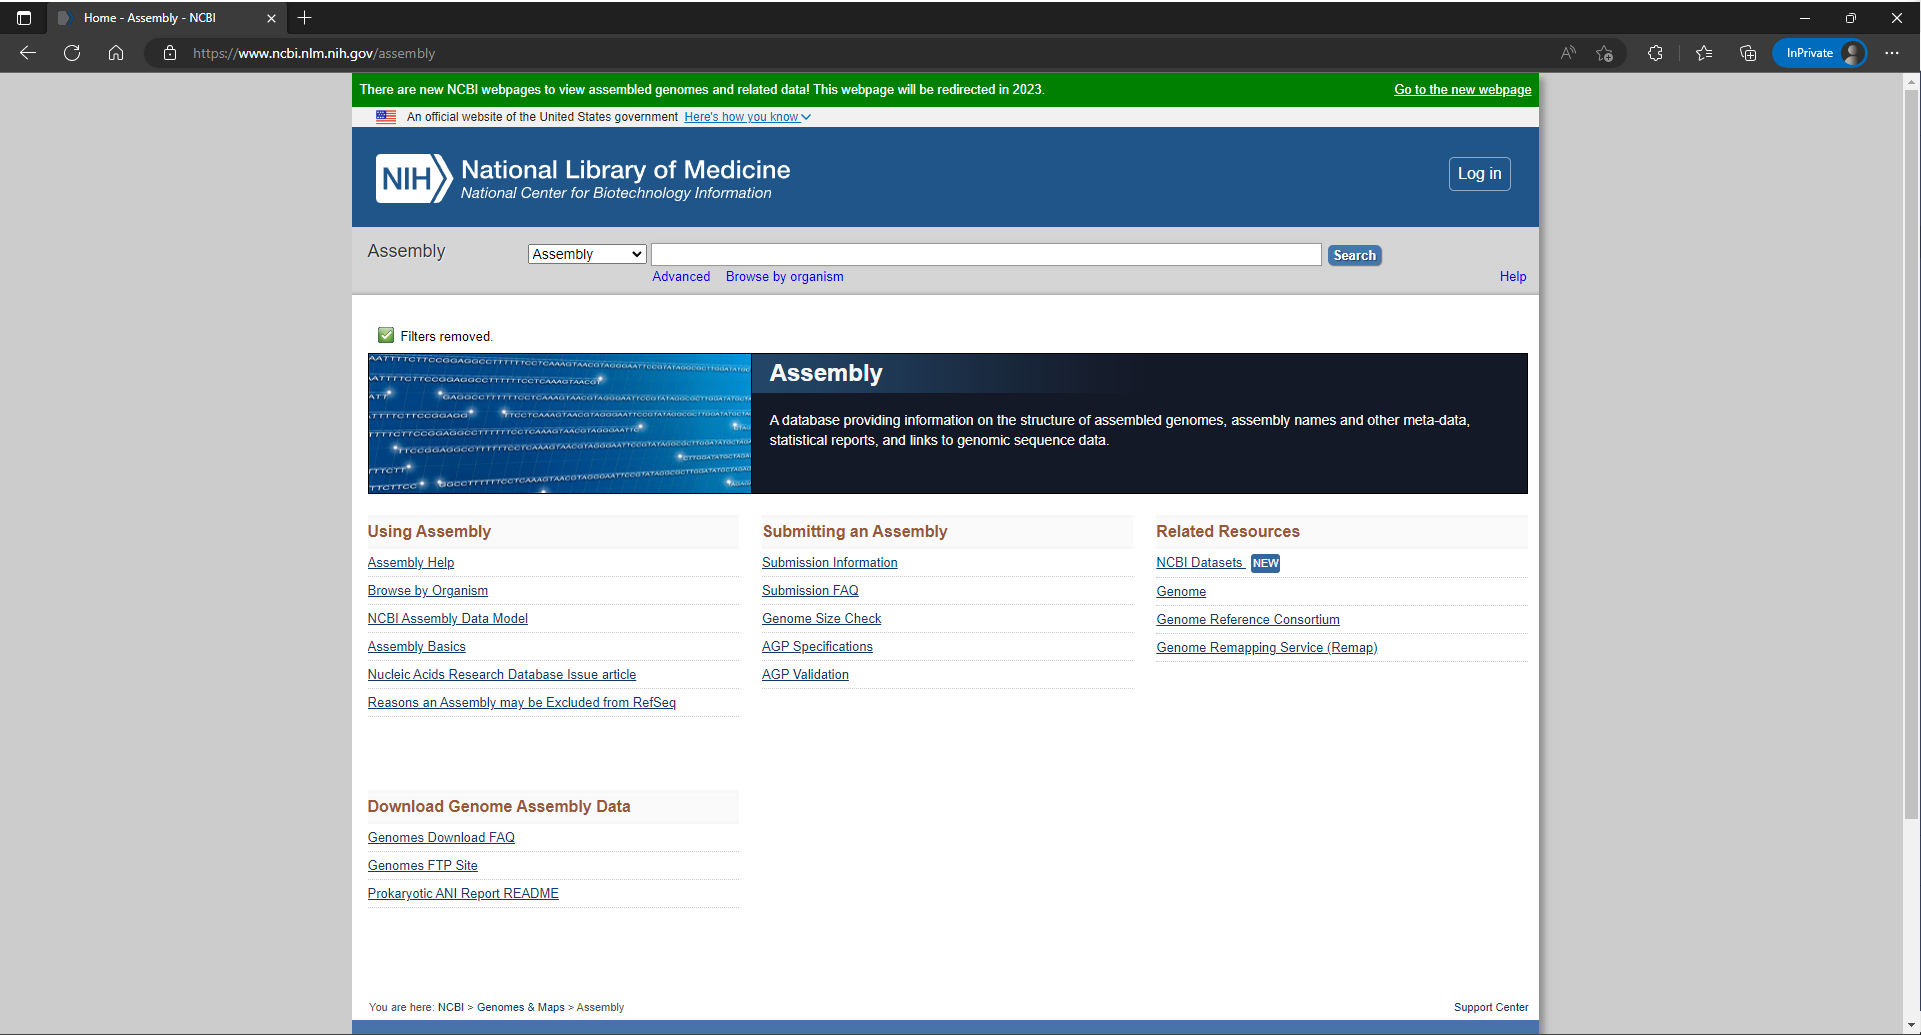 Home - Assembly - NCBI
https://www.ncbi.nlm.nih.gov/assembly
InPrivate
There are new NCBI webpages to view assembled genomes and related data! This webpage will be redirected in 2023.
Go to the new webpage
An official website of the United States government Here's how you know
NIH National Library of Medicine
National Center for Biotechnology Information
Log in
Assembly
Assembly
Search
Advanced Browse by organism
Help
Filters removed.
Assembly
A database providing information on the structure of assembled genomes, assembly names and other meta-data,
statistical reports, and links to genomic sequence data.
Using Assembly
Assembly Help
Browse by Organism
NCBI Assembly Data Model
Assembly Basics
Nucleic Acids Research Database Issue article
Reasons an Assembly may be Excluded from RefSeq
Submitting an Assembly
Submission Information
Submission FAQ
Genome Size Check
AGP Specifications
AGP Validation
Related Resources
NCBI Datasets NEW
Genome
Genome Reference Consortium
Genome Remapping Service (Remap)
Download Genome Assembly Data
Genomes Download FAQ
Genomes FTP Site
Prokaryotic ANI Report README
You are here: NCBI > Genomes & Maps > Assembly
Support Center